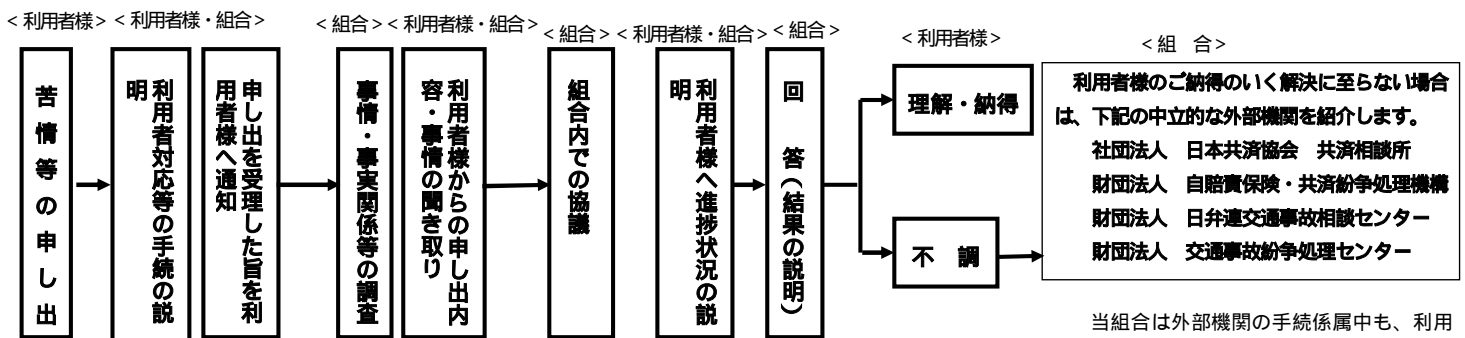 <利用者様>
<利用者様・組合>
<組合>
<利用者様・組合>
<組合>
<利用者様・組合>
<組合>
<利用者様>
<組　合>
苦情等の申し出
利用者対応等の手続の説
明
申し出を受理した旨を利
用者様へ通知
事情・事実関係等の調査
利用者様からの申し出内
容・事情の聞き取り
組合内での協議
利用者様へ進捗状況の説
明
回　答（結果の説明）
理解・納得
不　調
利用者様のご納得のいく解決に至らない場合
は、下記の中立的な外部機関を紹介します。
社団法人　日本共済協会　共済相談所
財団法人　自賠責保険・共済紛争処理機構
財団法人　日弁連交通事故相談センター
財団法人　交通事故紛争処理センター
当組合は外部機関の手続係属中も、利用